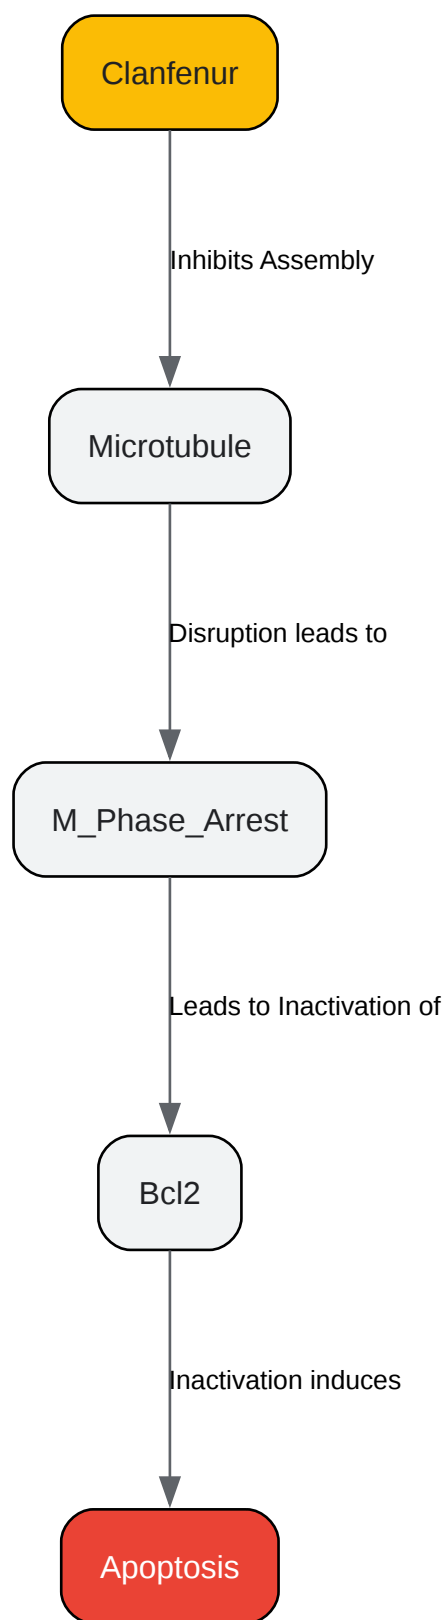 Clanfenur
Inhibits Assembly
Microtubule
Disruption leads to
M_Phase_Arrest
Leads to Inactivation of
Bcl2
Inactivation induces
Apoptosis